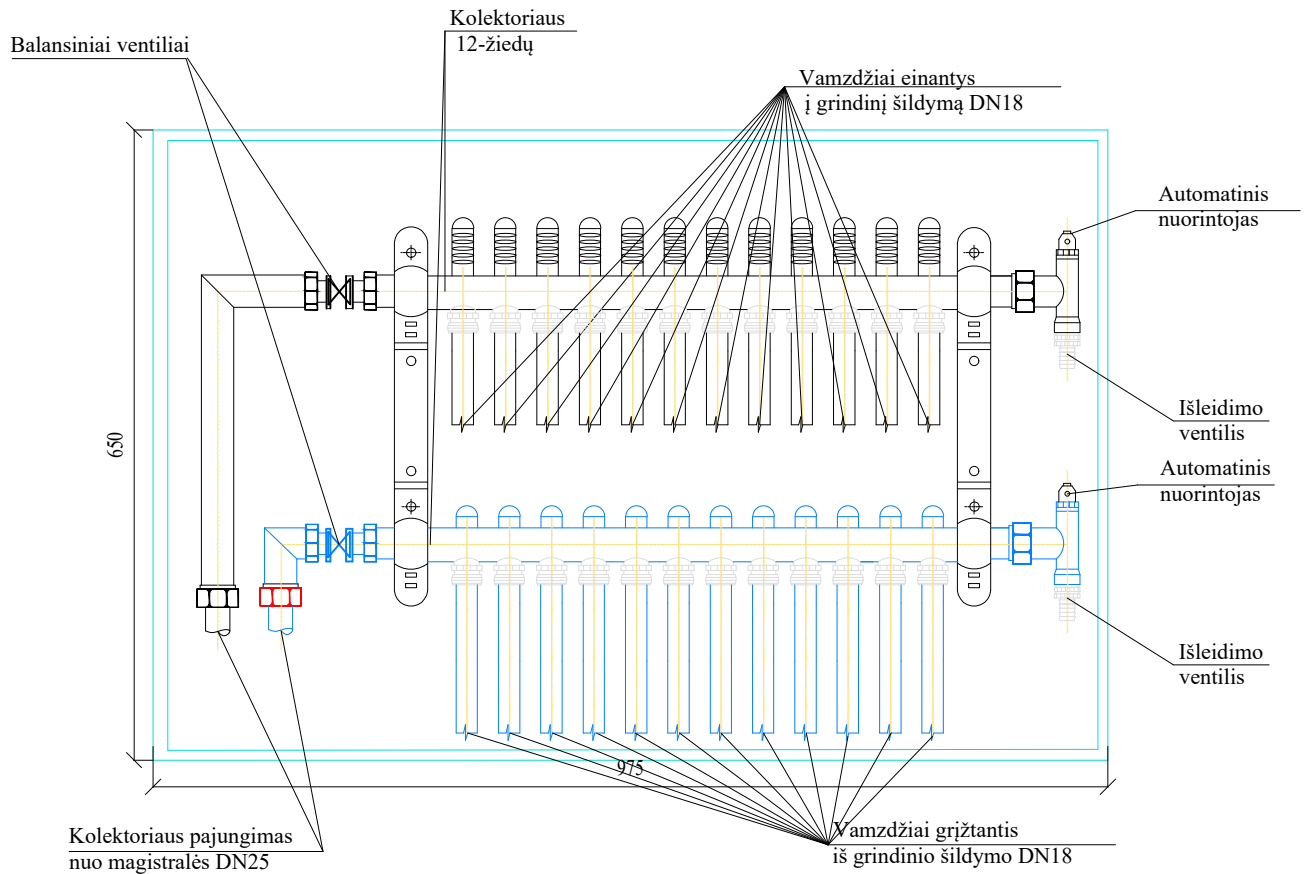 Kolektoriaus
12-žiedų
Balansiniai ventiliai
Vamzdžiai einantys
į grindinį šildymą DN18
Automatinis
nuorintojas
650
Išleidimo
ventilis
Automatinis
nuorintojas
Išleidimo
ventilis
975
Kolektoriaus pajungimas
nuo magistralės DN25
Vamzdžiai grįžtantis
iš grindinio šildymo DN18